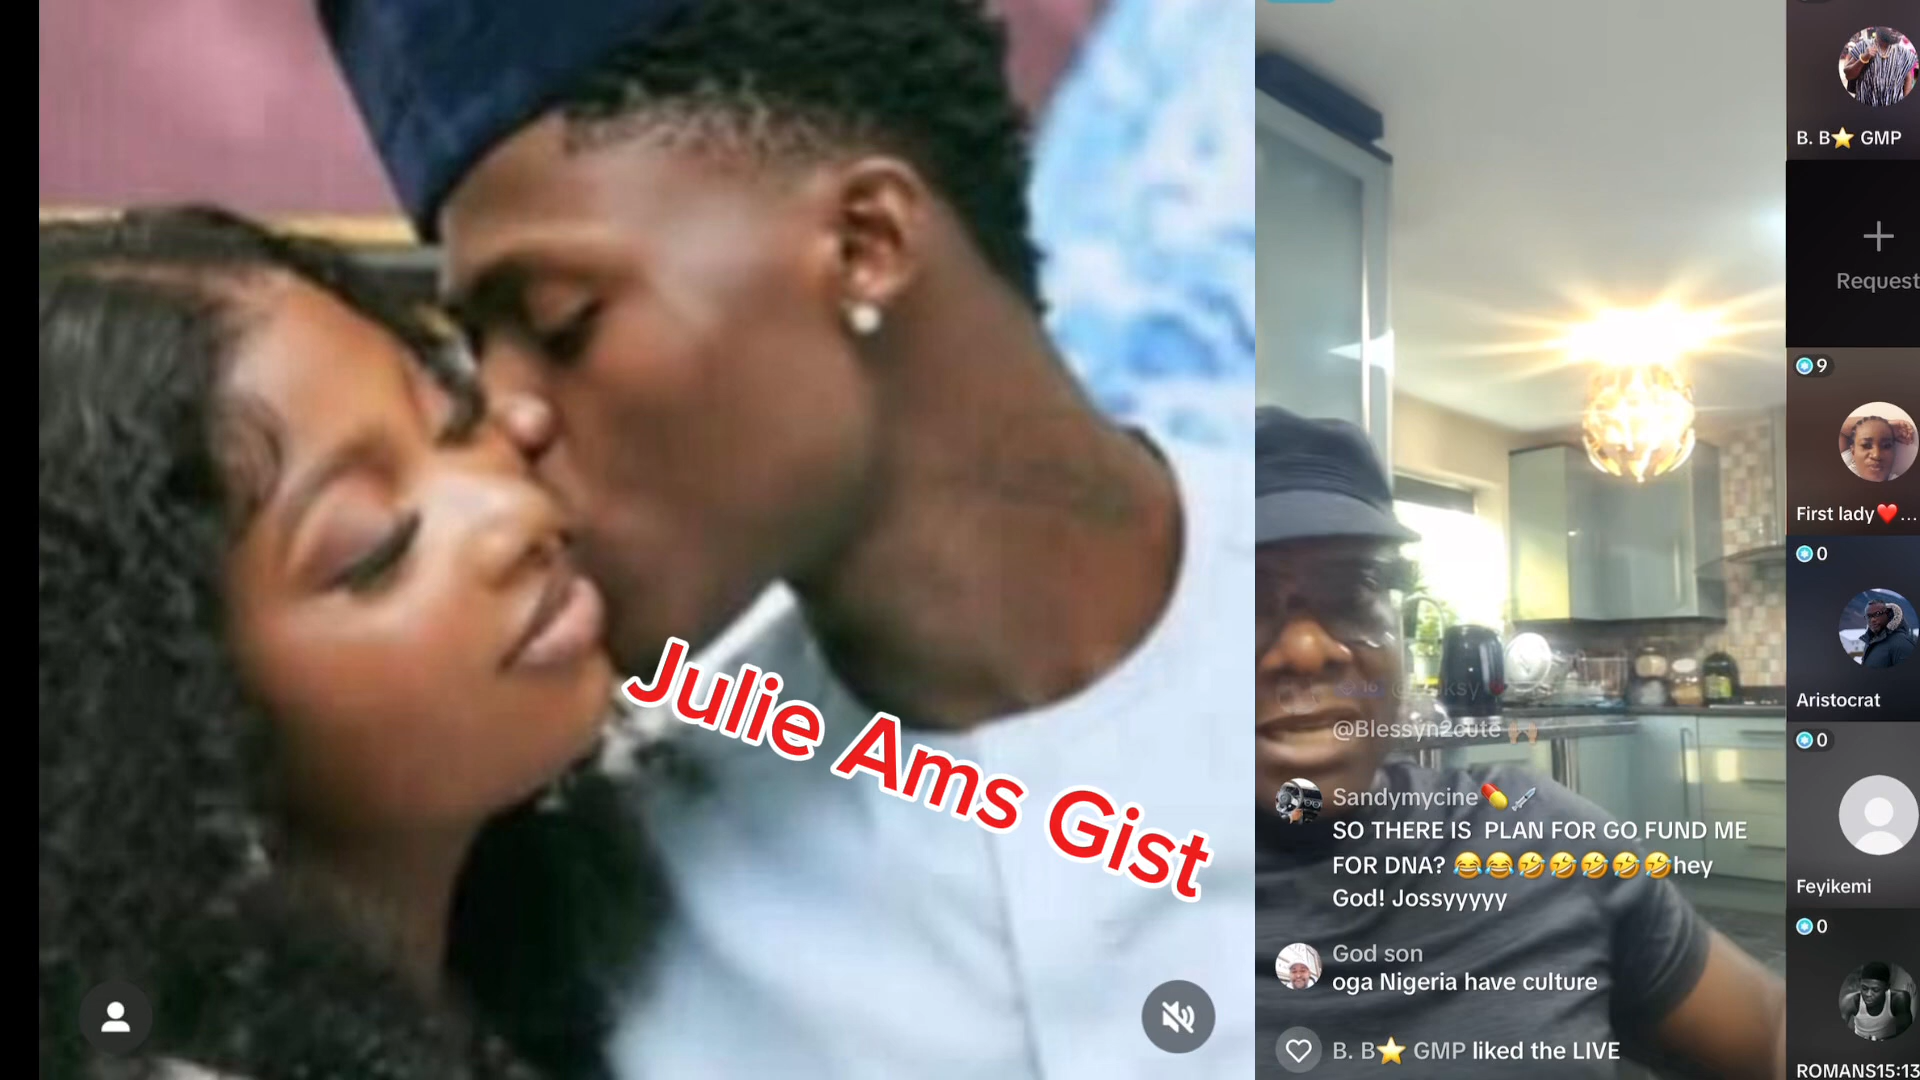 Julie Ams Gist
@Blessyn2cute 🙌🏽
Sandymycine💊💉
SO THERE IS PLAN FOR GO FUND ME
FOR DNA? 😂😂🤣🤣🤣🤣🤣hey
God! Jossyyyyy
God son
oga Nigeria have culture
B. B⭐ GMP liked the LIVE
B. B⭐ GMP
Request
9
First lady❤️...
0
Aristocrat
0
Feyikemi
0
ROMANS15:13